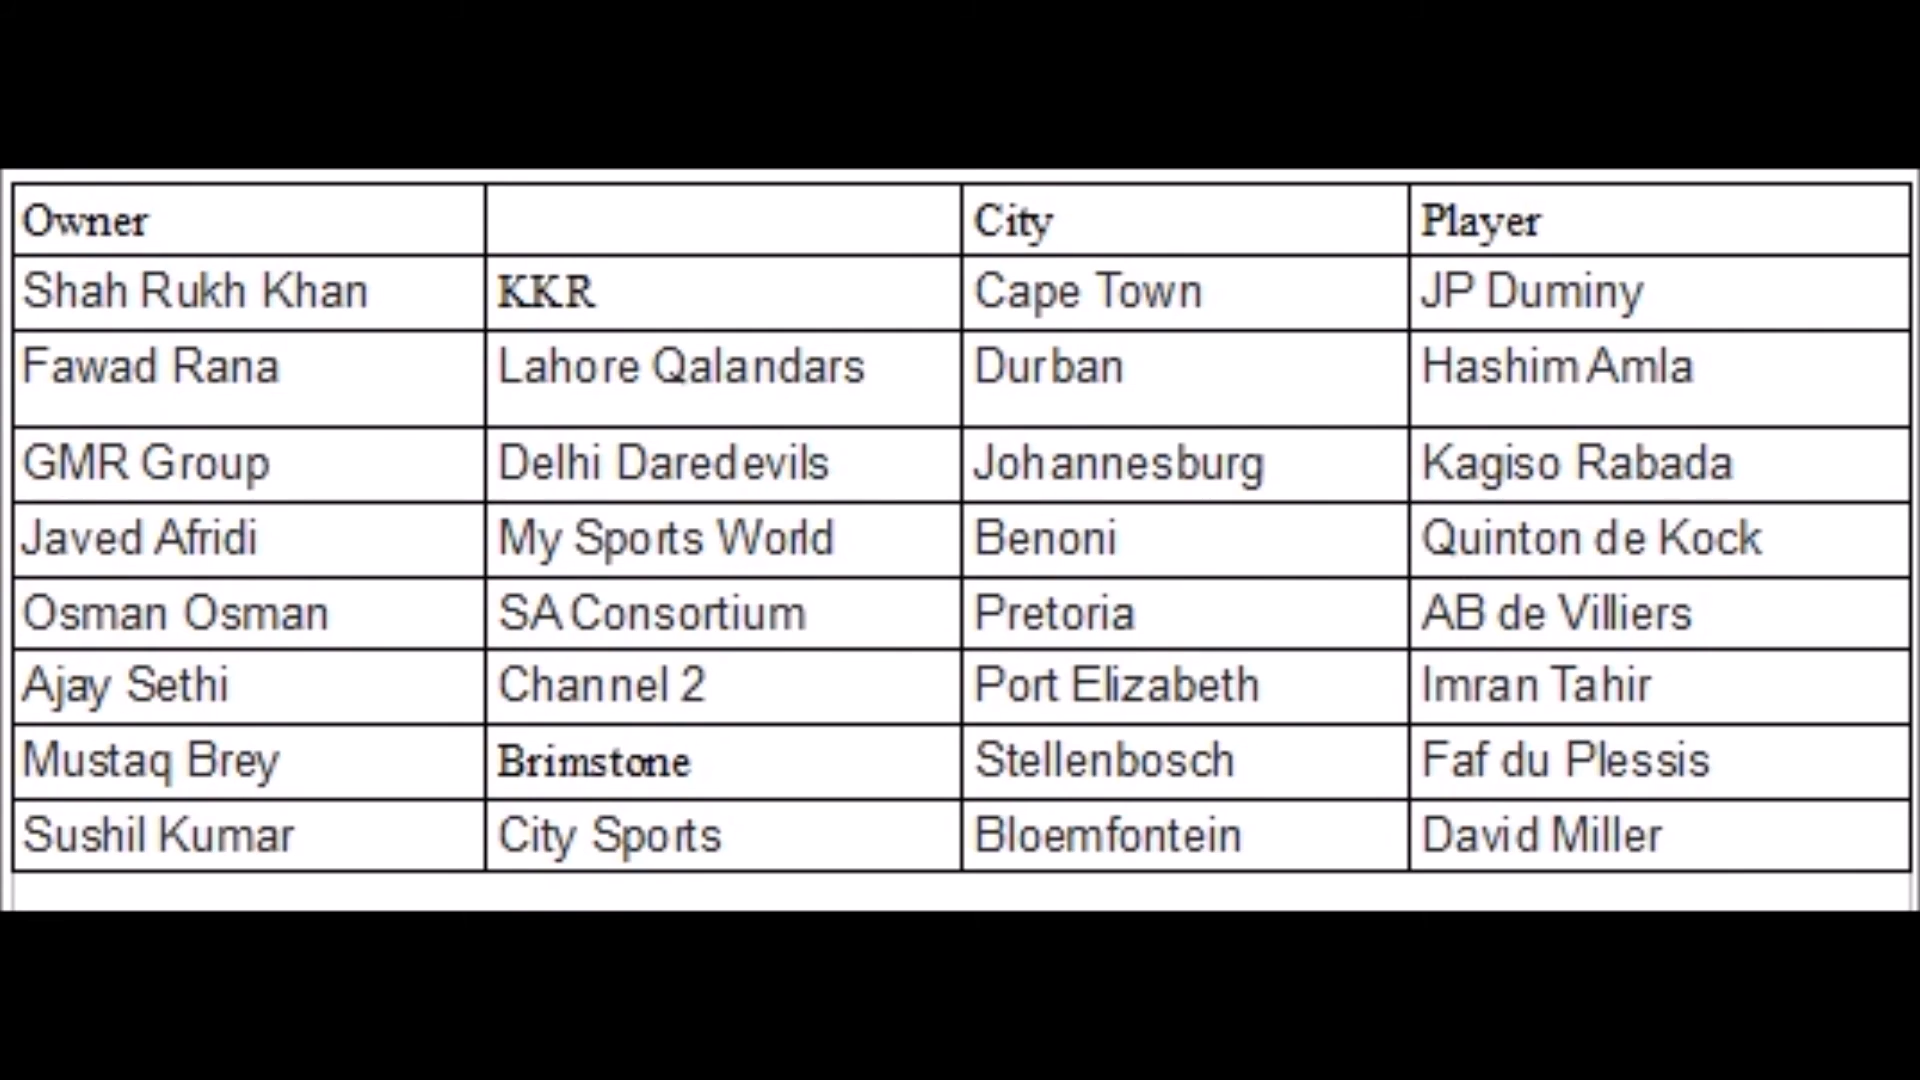 Owner City Player
Shah Rukh Khan KKR Cape Town JP Duminy
Fawad Rana Lahore Qalandars Durban Hashim Amla
GMR Group Delhi Daredevils Johannesburg Kagiso Rabada
Javed Afridi My Sports World Benoni Quinton de Kock
Osman Osman SA Consortium Pretoria AB de Villiers
Ajay Sethi Channel 2 Port Elizabeth Imran Tahir
Mustaq Brey Brimstone Stellenbosch Faf du Plessis
Sushil Kumar City Sports Bloemfontein David Miller